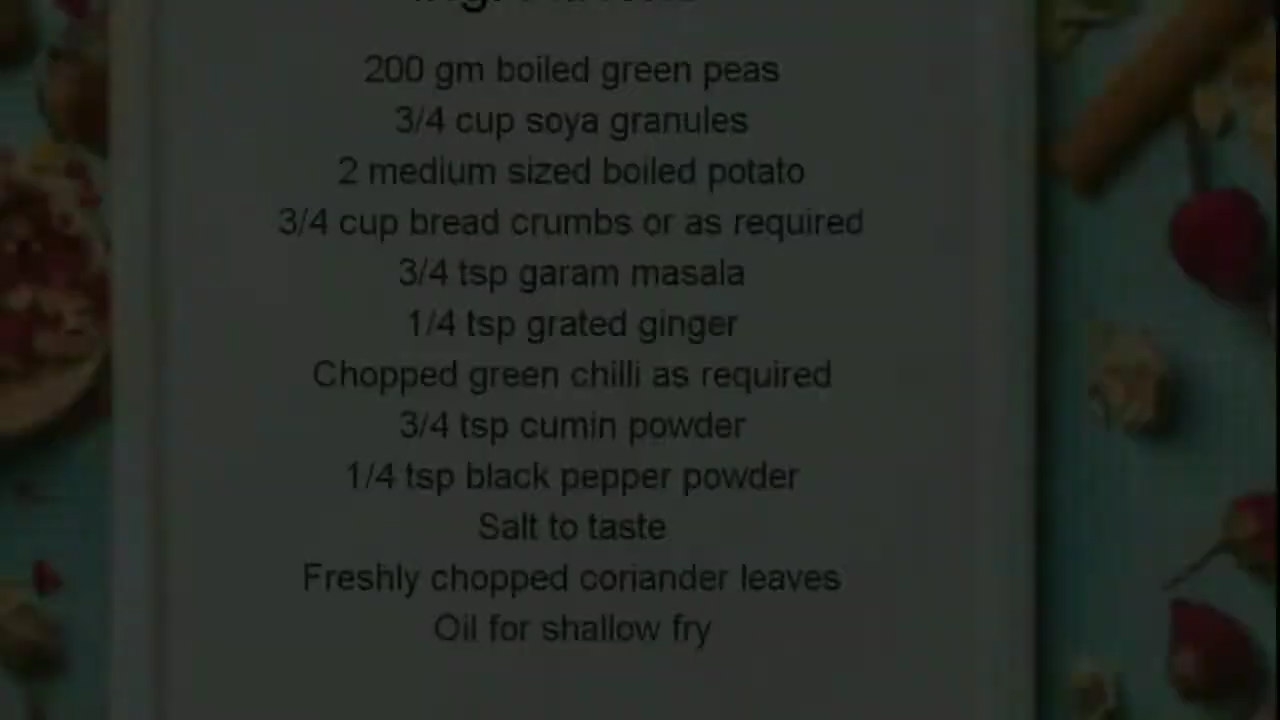 200 gm boiled green peas
3/4 cup soya granules
2 medium sized boiled potato
3/4 cup bread crumbs or as required
3/4 tsp garam masala
1/4 tsp grated ginger
Chopped green chilli as required
3/4 tsp cumin powder
1/4 tsp black pepper powder
Salt to taste
Freshly chopped coriander leaves
Oil for shallow fry